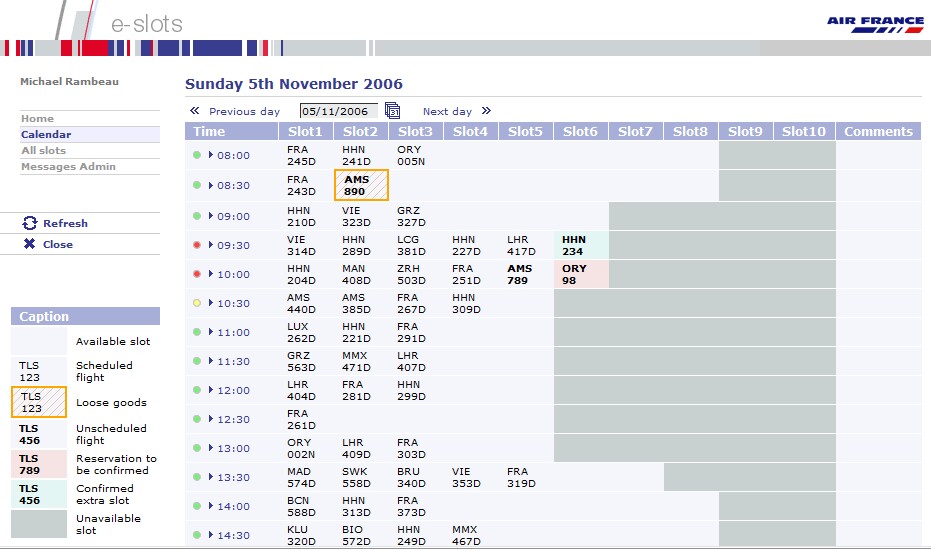 e-slots
AIR FRANCE
Michael Rambeau
Home
Calendar
All slots
Messages Admin
Refresh
Close
Caption
Available slot
TLS 123 Scheduled flight
TLS 123 Loose goods
TLS 456 Unscheduled flight
TLS 789 Reservation to be confirmed
TLS 456 Confirmed extra slot
Unavailable slot
Sunday 5th November 2006
Previous day 05/11/2006 Next day
Time Slot1 Slot2 Slot3 Slot4 Slot5 Slot6 Slot7 Slot8 Slot9 Slot10 Comments
08:00 FRA 245D HHN 241D ORY 005N
08:30 FRA 243D AMS 890
09:00 HHN 210D VIE 323D GRZ 327D
09:30 VIE 314D HHN 289D LCG 381D HHN 227D LHR 417D HHN 234
10:00 HHN 204D MAN 408D ZRH 503D FRA 251D AMS 789 ORY 98
10:30 AMS 440D AMS 385D FRA 267D HHN 309D
11:00 LUX 262D HHN 221D FRA 291D
11:30 GRZ 563D MMX 471D LHR 407D
12:00 LHR 404D FRA 281D HHN 299D
12:30 FRA 261D
13:00 ORY 002N LHR 409D FRA 303D
13:30 MAD 574D SWK 558D BRU 340D VIE 353D FRA 319D
14:00 BCN 588D HHN 313D FRA 373D
14:30 KLU 320D BIO 572D HHN 249D MMX 467D